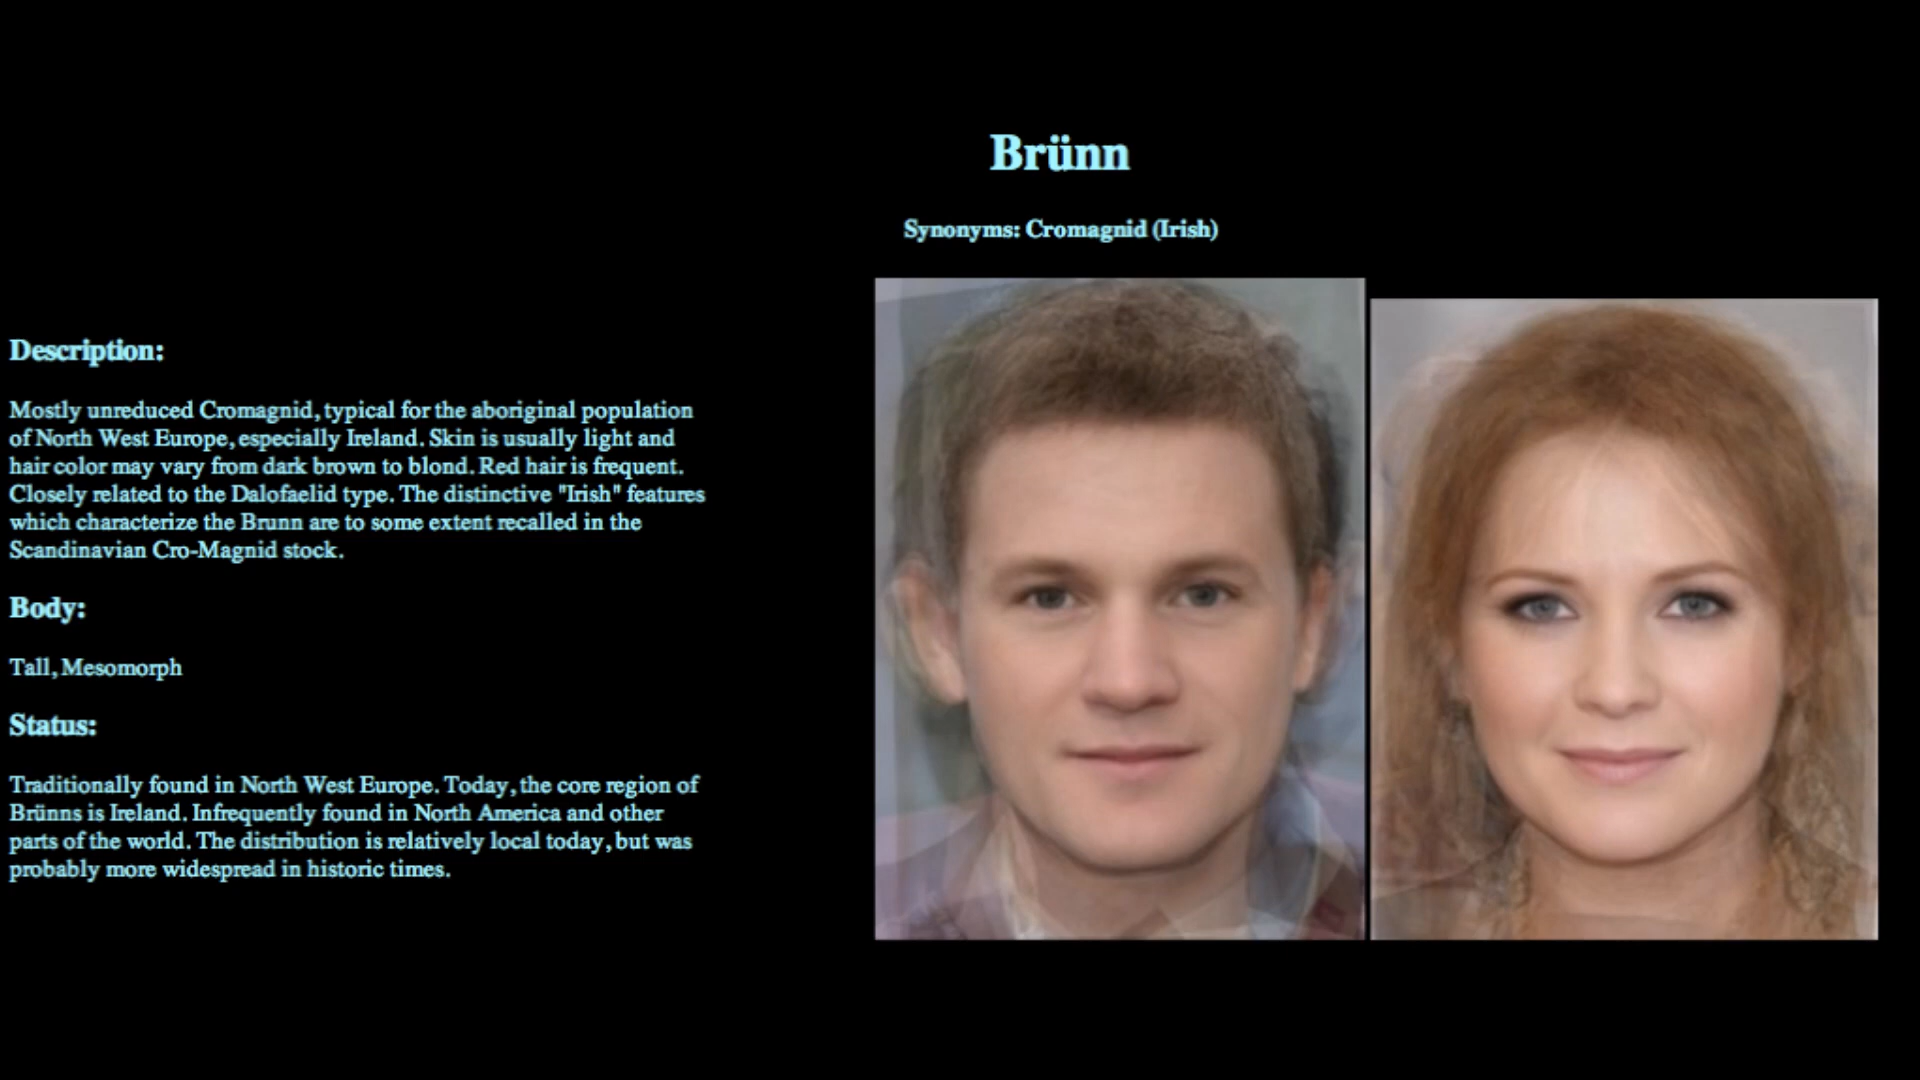 Brünn
Synonyms: Cromagnid (Irish)
Description:
Mostly unreduced Cromagnid, typical for the aboriginal population
of North West Europe, especially Ireland. Skin is usually light and
hair color may vary from dark brown to blond. Red hair is frequent.
Closely related to the Dalofaelid type. The distinctive "Irish" features
which characterize the Brunn are to some extent recalled in the
Scandinavian Cro-Magnid stock.
Body:
Tall, Mesomorph
Status:
Traditionally found in North West Europe. Today, the core region of
Brünns is Ireland. Infrequently found in North America and other
parts of the world. The distribution is relatively local today, but was
probably more widespread in historic times.